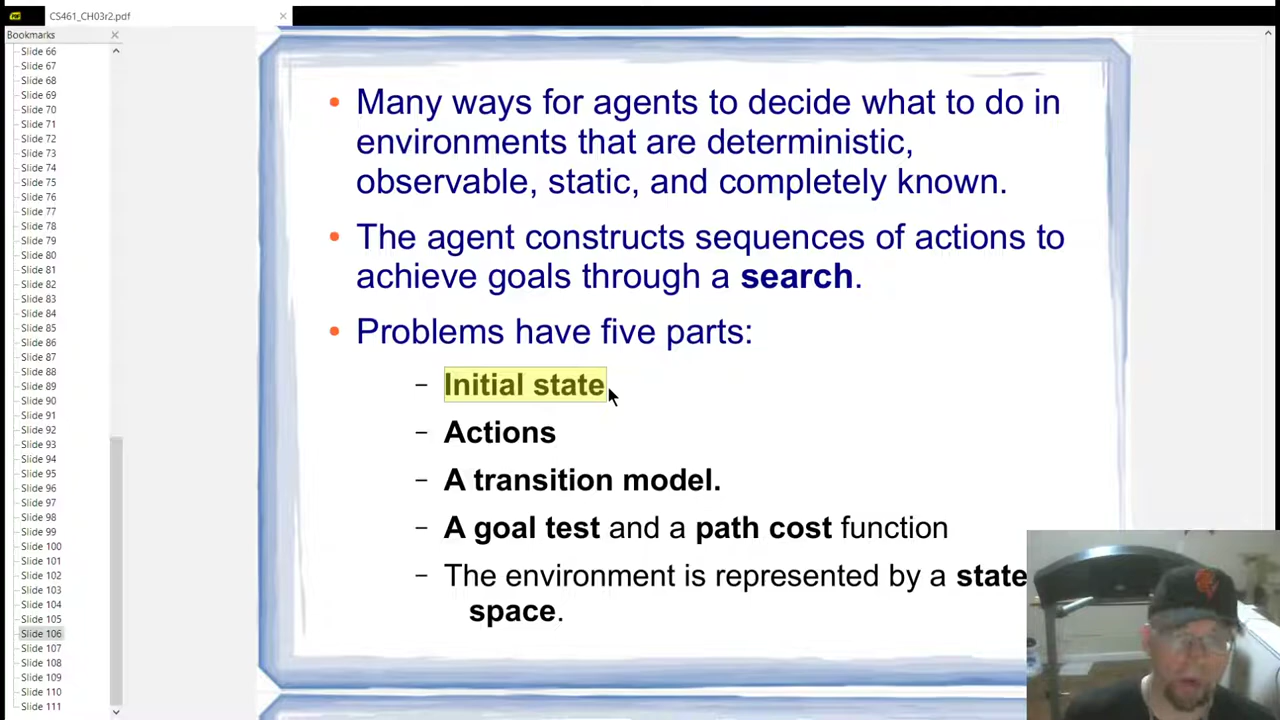 CS461_CH03r2.pdf
Bookmarks
Slide 66
Slide 67
Slide 68
Slide 69
Slide 70
Slide 71
Slide 72
Slide 73
Slide 74
Slide 75
Slide 76
Slide 77
Slide 78
Slide 79
Slide 80
Slide 81
Slide 82
Slide 83
Slide 84
Slide 85
Slide 86
Slide 87
Slide 88
Slide 89
Slide 90
Slide 91
Slide 92
Slide 93
Slide 94
Slide 95
Slide 96
Slide 97
Slide 98
Slide 99
Slide 100
Slide 101
Slide 102
Slide 103
Slide 104
Slide 105
Slide 106
Slide 107
Slide 108
Slide 109
Slide 110
Slide 111
• Many ways for agents to decide what to do in
environments that are deterministic,
observable, static, and completely known.
• The agent constructs sequences of actions to
achieve goals through a search.
• Problems have five parts:
– Initial state
– Actions
– A transition model.
– A goal test and a path cost function
– The environment is represented by a state
space.